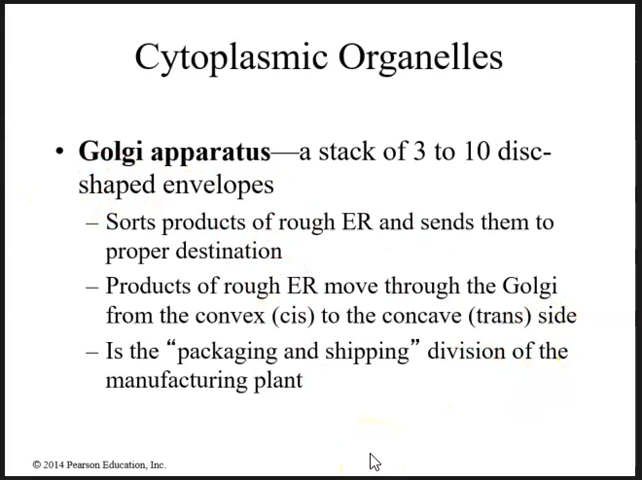 Cytoplasmic Organelles
• Golgi apparatus—a stack of 3 to 10 disc-
shaped envelopes
– Sorts products of rough ER and sends them to
proper destination
– Products of rough ER move through the Golgi
from the convex (cis) to the concave (trans) side
– Is the “packaging and shipping” division of the
manufacturing plant
© 2014 Pearson Education, Inc.